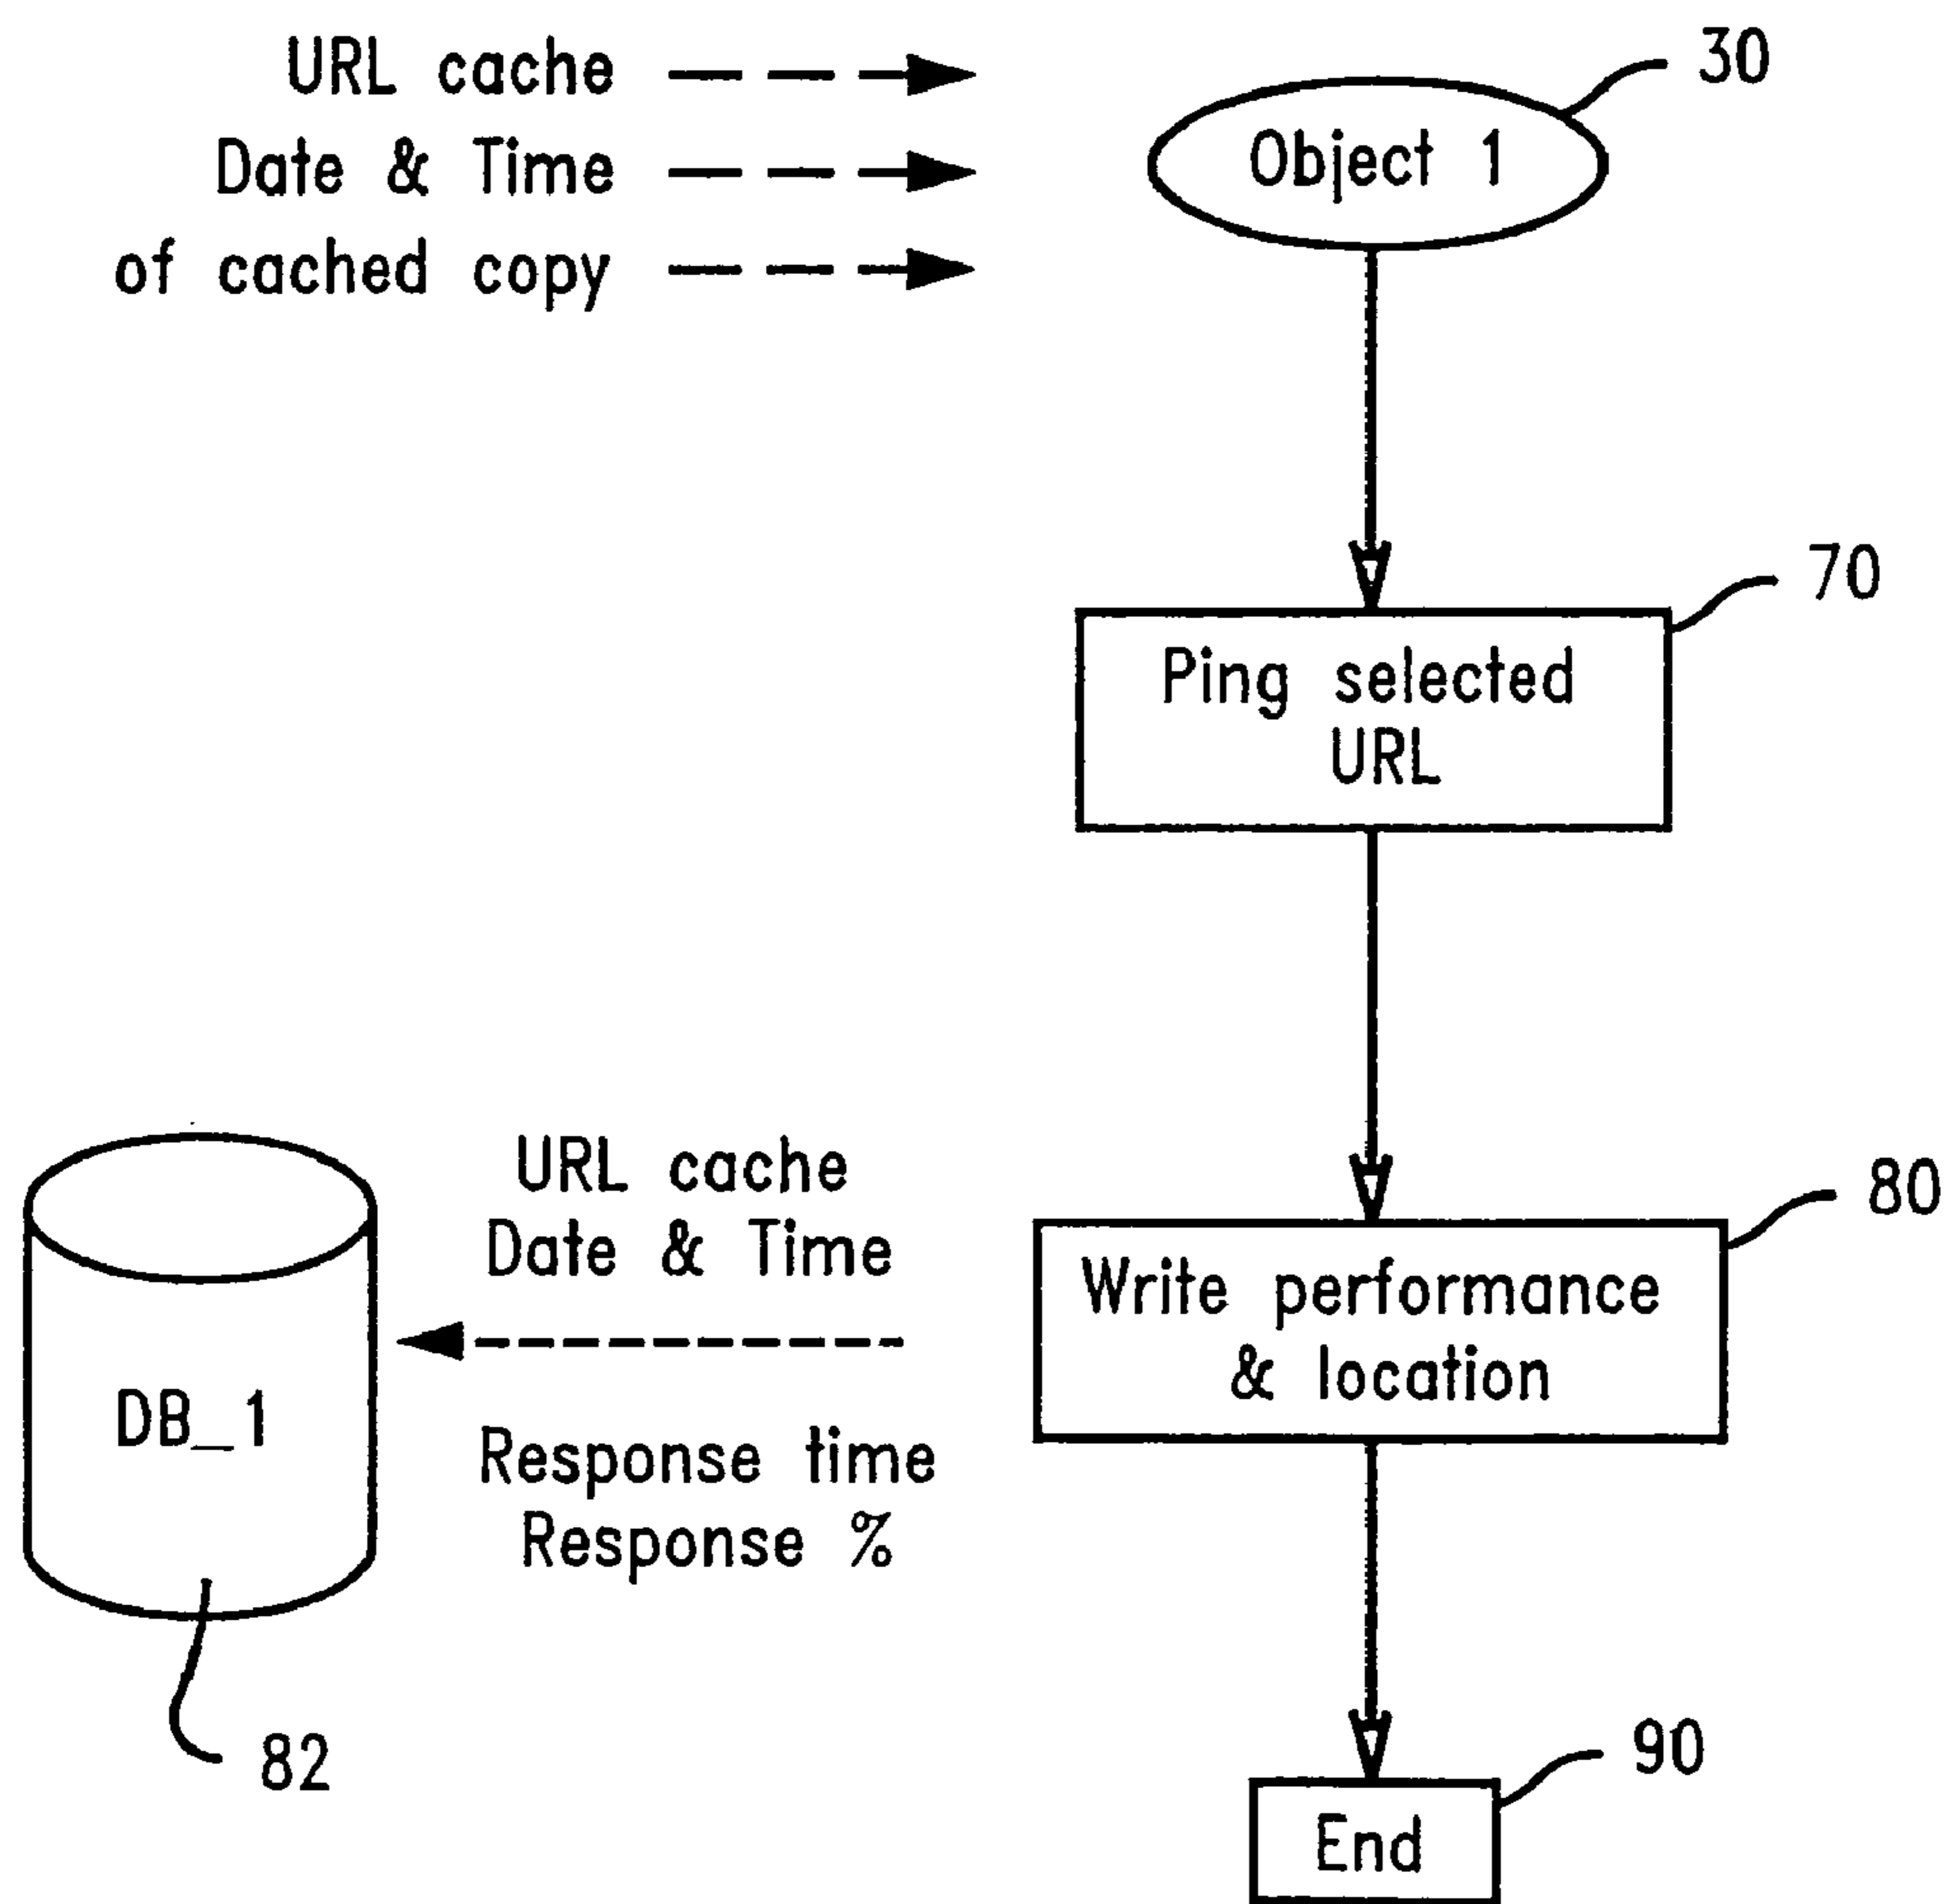 URL cache
Date & Time
of cached copy
30
Object 1
70
Ping selected
URL
80
Write performance
& location
URL cache
Date & Time
Response time
Response %
DB_1
82
90
End